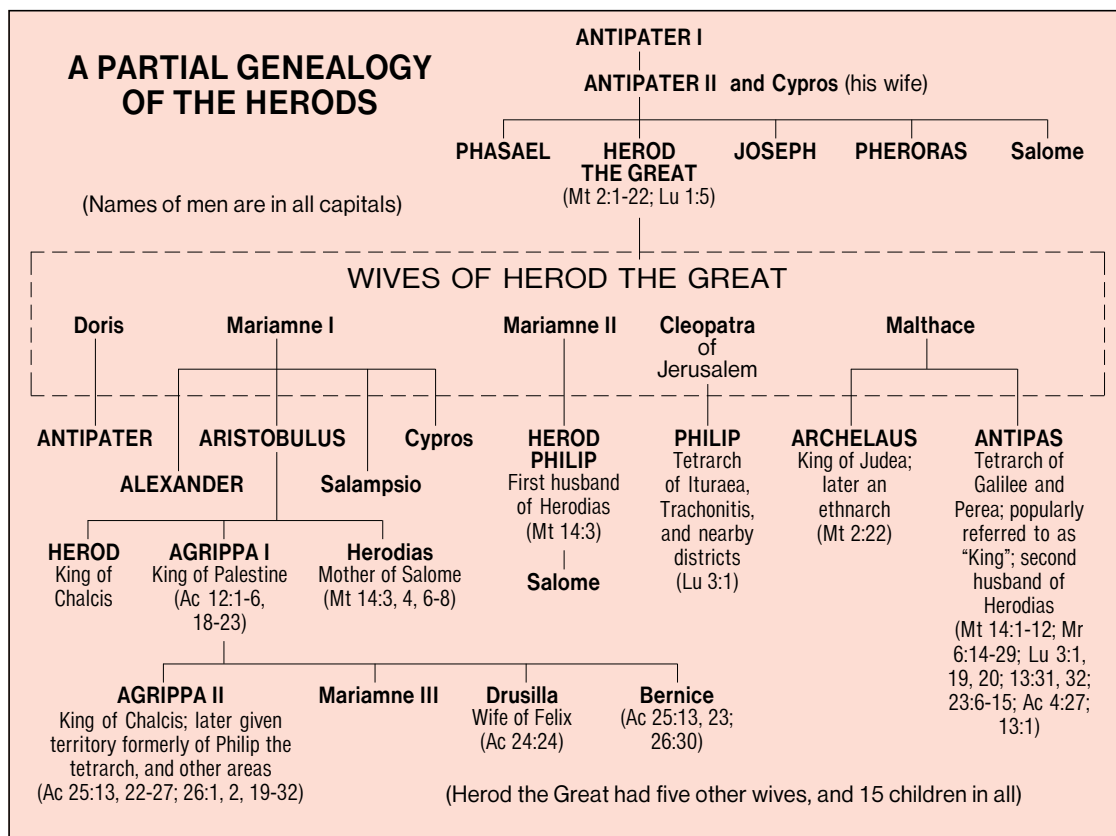 A PARTIAL GENEALOGY
OF THE HERODS
(Names of men are in all capitals)
ANTIPATER I
ANTIPATER II and Cypros (his wife)
PHASAEL
HEROD
THE GREAT
(Mt 2:1-22; Lu 1:5)
JOSEPH
PHERORAS
Salome
WIVES OF HEROD THE GREAT
Doris
Mariamne I
Mariamne II
Cleopatra
of
Jerusalem
Malthace
ANTIPATER
ALEXANDER
ARISTOBULUS
Salampsio
Cypros
HEROD
PHILIP
First husband
of Herodias
(Mt 14:3)
Salome
PHILIP
Tetrarch
of Ituraea,
Trachonitis,
and nearby
districts
(Lu 3:1)
ARCHELAUS
King of Judea;
later an
ethnarch
(Mt 2:22)
ANTIPAS
Tetrarch of
Galilee and
Perea; popularly
referred to as
“King”; second
husband of
Herodias
(Mt 14:1-12; Mr
6:14-29; Lu 3:1,
19, 20; 13:31, 32;
23:6-15; Ac 4:27;
13:1)
HEROD
King of
Chalcis
AGRIPPA I
King of Palestine
(Ac 12:1-6,
18-23)
Herodias
Mother of Salome
(Mt 14:3, 4, 6-8)
AGRIPPA II
King of Chalcis; later given
territory formerly of Philip the
tetrarch, and other areas
(Ac 25:13, 22-27; 26:1, 2, 19-32)
Mariamne III
Drusilla
Wife of Felix
(Ac 24:24)
Bernice
(Ac 25:13, 23;
26:30)
(Herod the Great had five other wives, and 15 children in all)